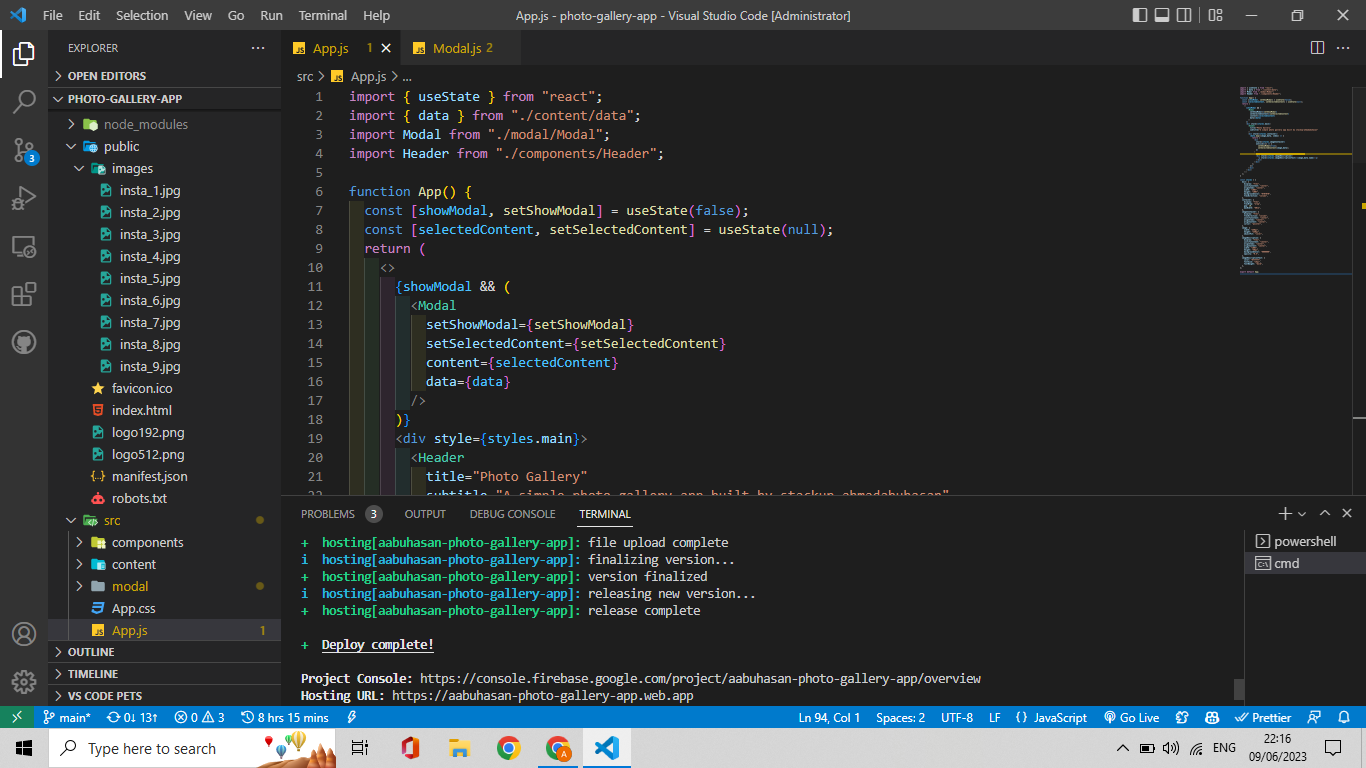 File Edit Selection View Go Run Terminal Help
App.js - photo-gallery-app - Visual Studio Code [Administrator]
EXPLORER
OPEN EDITORS
PHOTO-GALLERY-APP
node_modules
public
images
insta_1.jpg
insta_2.jpg
insta_3.jpg
insta_4.jpg
insta_5.jpg
insta_6.jpg
insta_7.jpg
insta_8.jpg
insta_9.jpg
favicon.ico
index.html
logo192.png
logo512.png
manifest.json
robots.txt
src
components
content
modal
App.css
App.js 1
OUTLINE
TIMELINE
VS CODE PETS
3
App.js 1
Modal.js 2
src > App.js > ...
1 import { useState } from "react";
2 import { data } from "./content/data";
3 import Modal from "./modal/Modal";
4 import Header from "./components/Header";
5
6 function App() {
7 const [showModal, setShowModal] = useState(false);
8 const [selectedContent, setSelectedContent] = useState(null);
9 return (
10 <>
11 {showModal && (
12 <Modal
13 setShowModal={setShowModal}
14 setSelectedContent={setSelectedContent}
15 content={selectedContent}
16 data={data}
17 />
18 )}
19 <div style={styles.main}>
20 <Header
21 title="Photo Gallery"
22 subtitle="A simple photo gallery app built by stackup ahmadabuhasan"
PROBLEMS 3 OUTPUT DEBUG CONSOLE TERMINAL
+ hosting[aabuhasan-photo-gallery-app]: file upload complete
i hosting[aabuhasan-photo-gallery-app]: finalizing version...
+ hosting[aabuhasan-photo-gallery-app]: version finalized
i hosting[aabuhasan-photo-gallery-app]: releasing new version...
+ hosting[aabuhasan-photo-gallery-app]: release complete
+ Deploy complete!
Project Console: https://console.firebase.google.com/project/aabuhasan-photo-gallery-app/overview
Hosting URL: https://aabuhasan-photo-gallery-app.web.app
powershell
cmd
main* 0↓ 13↑ 0 3 8 hrs 15 mins
Ln 94, Col 1 Spaces: 2 UTF-8 LF {} JavaScript Go Live Prettier
Type here to search
ENG
22:16
09/06/2023